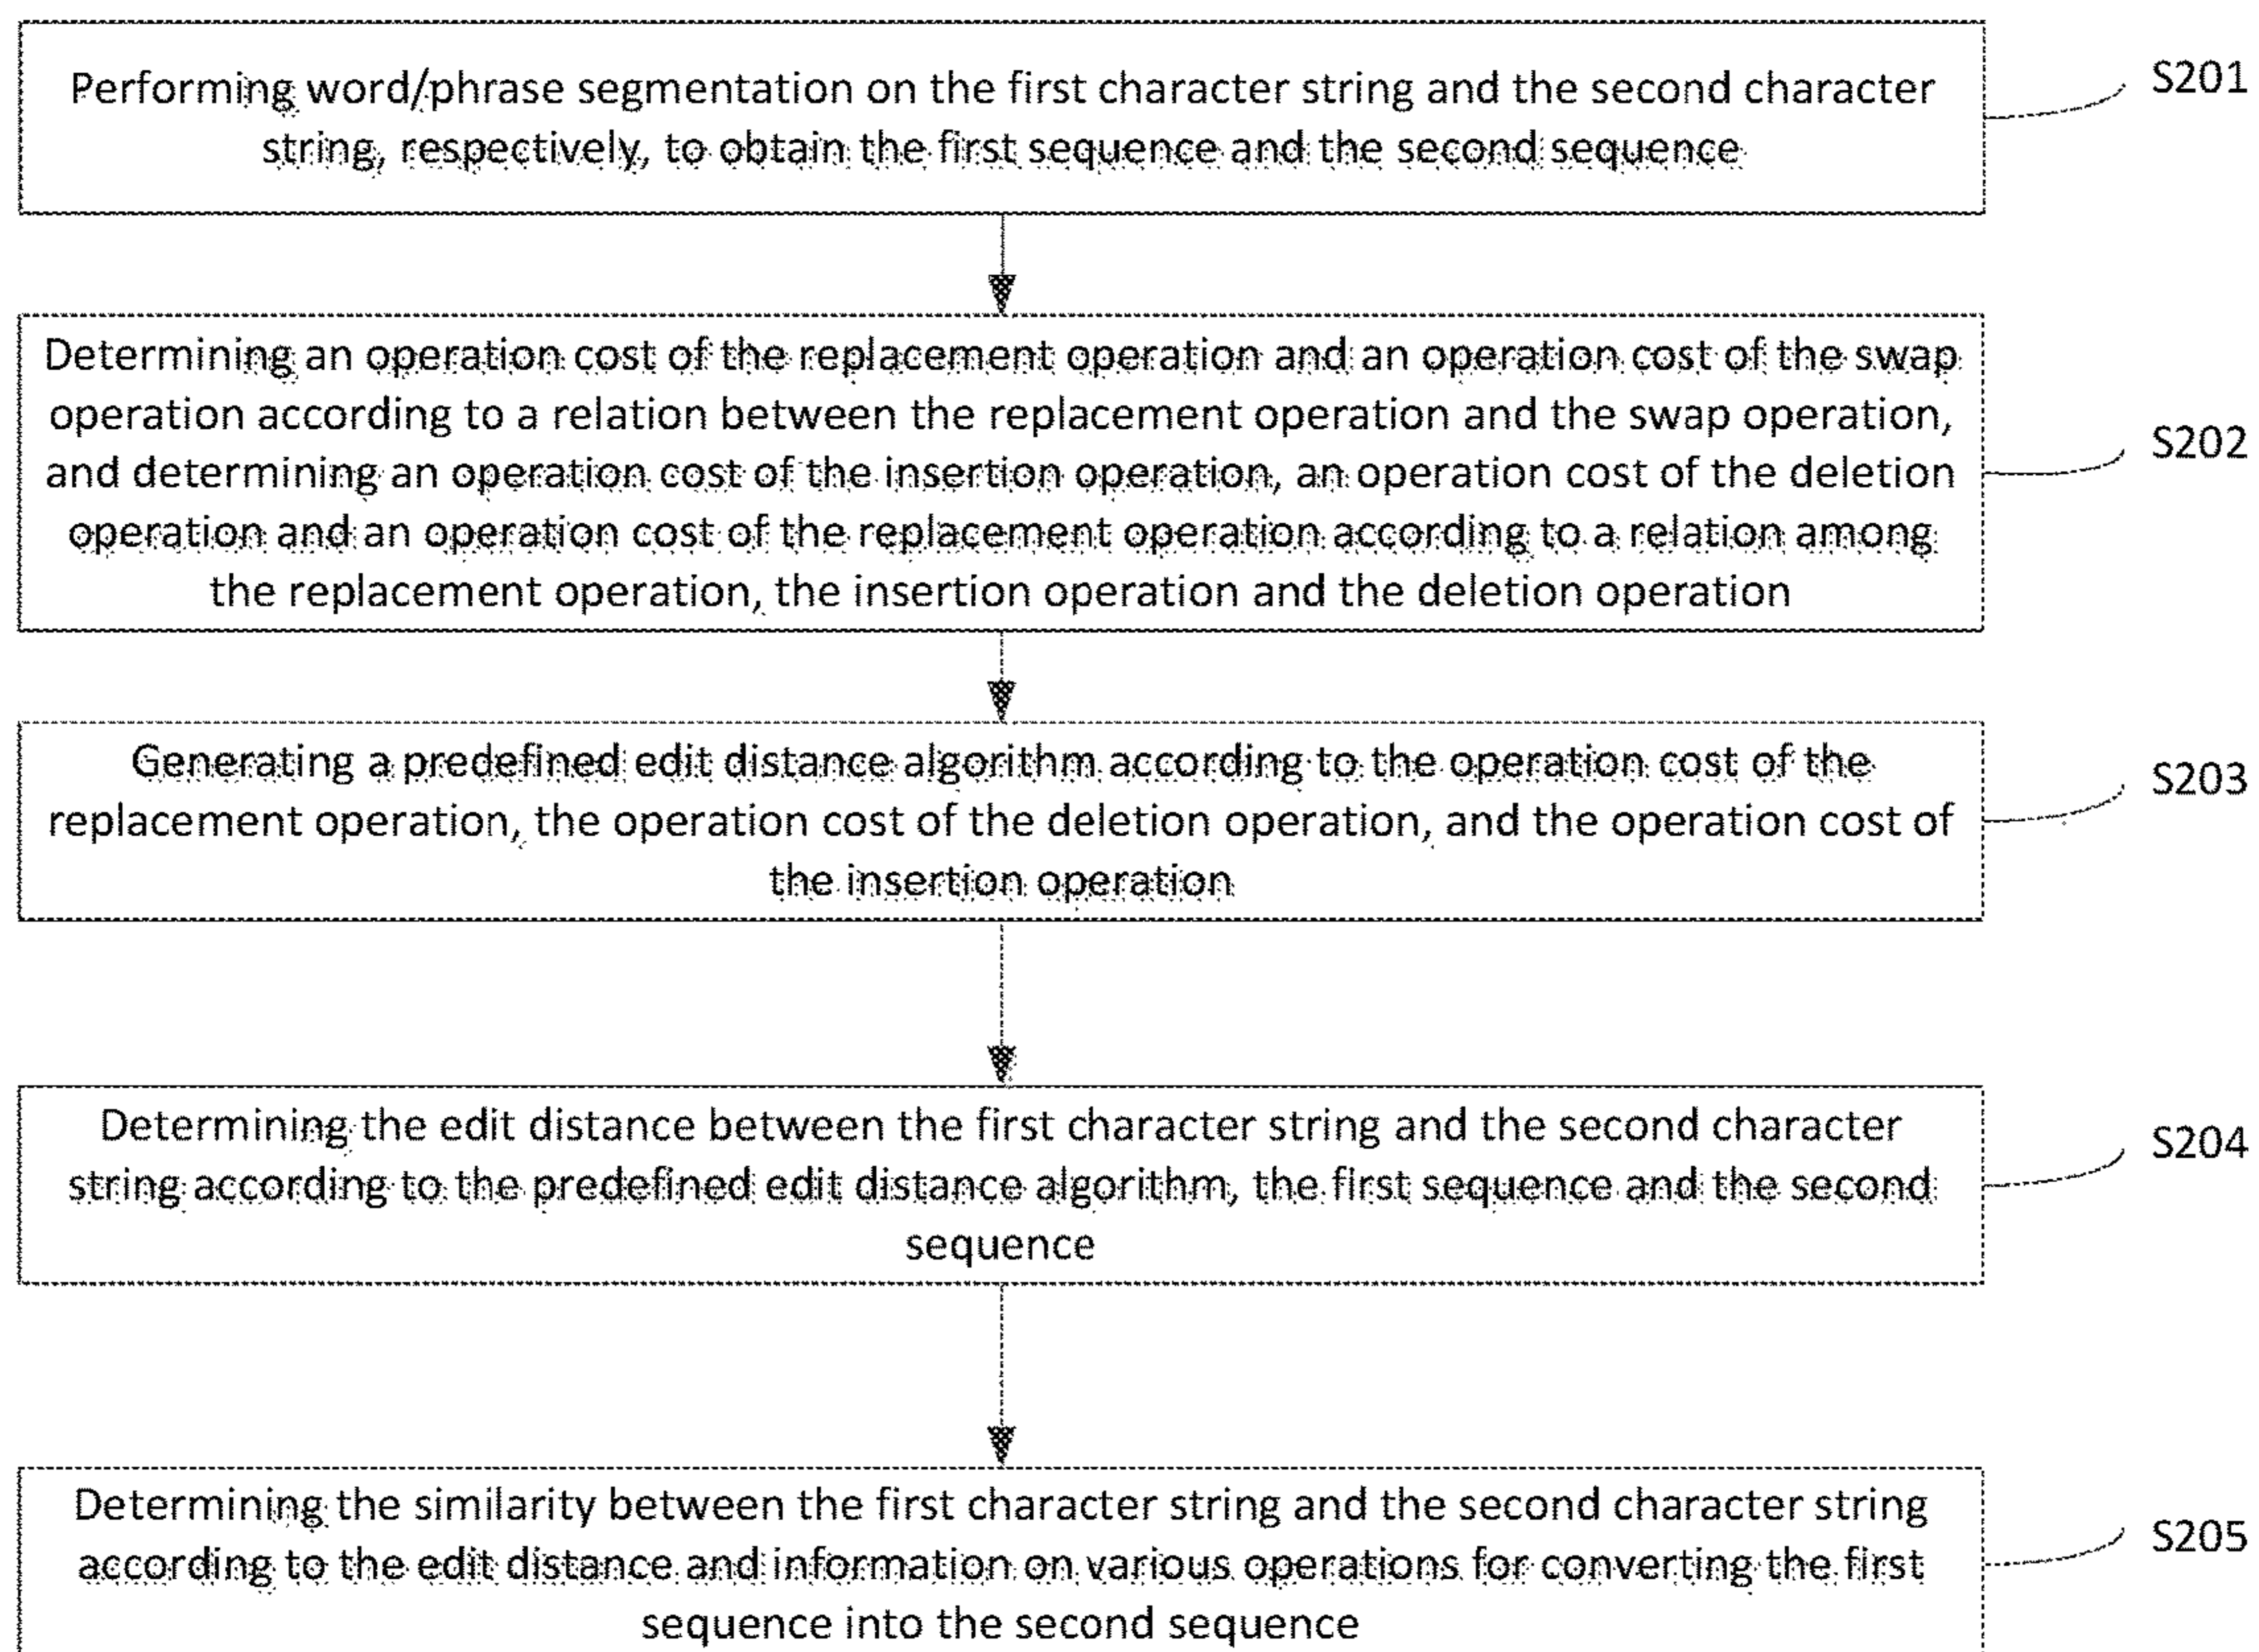 Performing word/phrase segmentation on the first character string and the second character
string, respectively, to obtain the first sequence and the second sequence
S201
Determining an operation cost of the replacement operation and an operation cost of the swap
operation according to a relation between the replacement operation and the swap operation,
and determining an operation cost of the insertion operation, an operation cost of the deletion
operation and an operation cost of the replacement operation according to a relation among
the replacement operation, the insertion operation and the deletion operation
S202
Generating a predefined edit distance algorithm according to the operation cost of the
replacement operation, the operation cost of the deletion operation, and the operation cost of
the insertion operation
S203
Determining the edit distance between the first character string and the second character
string according to the predefined edit distance algorithm, the first sequence and the second
sequence
S204
Determining the similarity between the first character string and the second character string
according to the edit distance and information on various operations for converting the first
sequence into the second sequence
S205